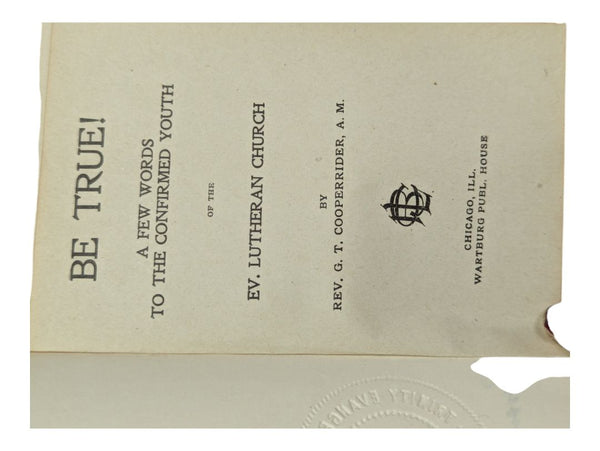 BE TRUE!
A FEW WORDS
TO THE CONFIRMED YOUTH
OF THE
EV. LUTHERAN CHURCH
BY
REV. G. T. COOPERRIDER, A. M.
CHICAGO, ILL.
WARTBURG PUBL. HOUSE
TRINITY